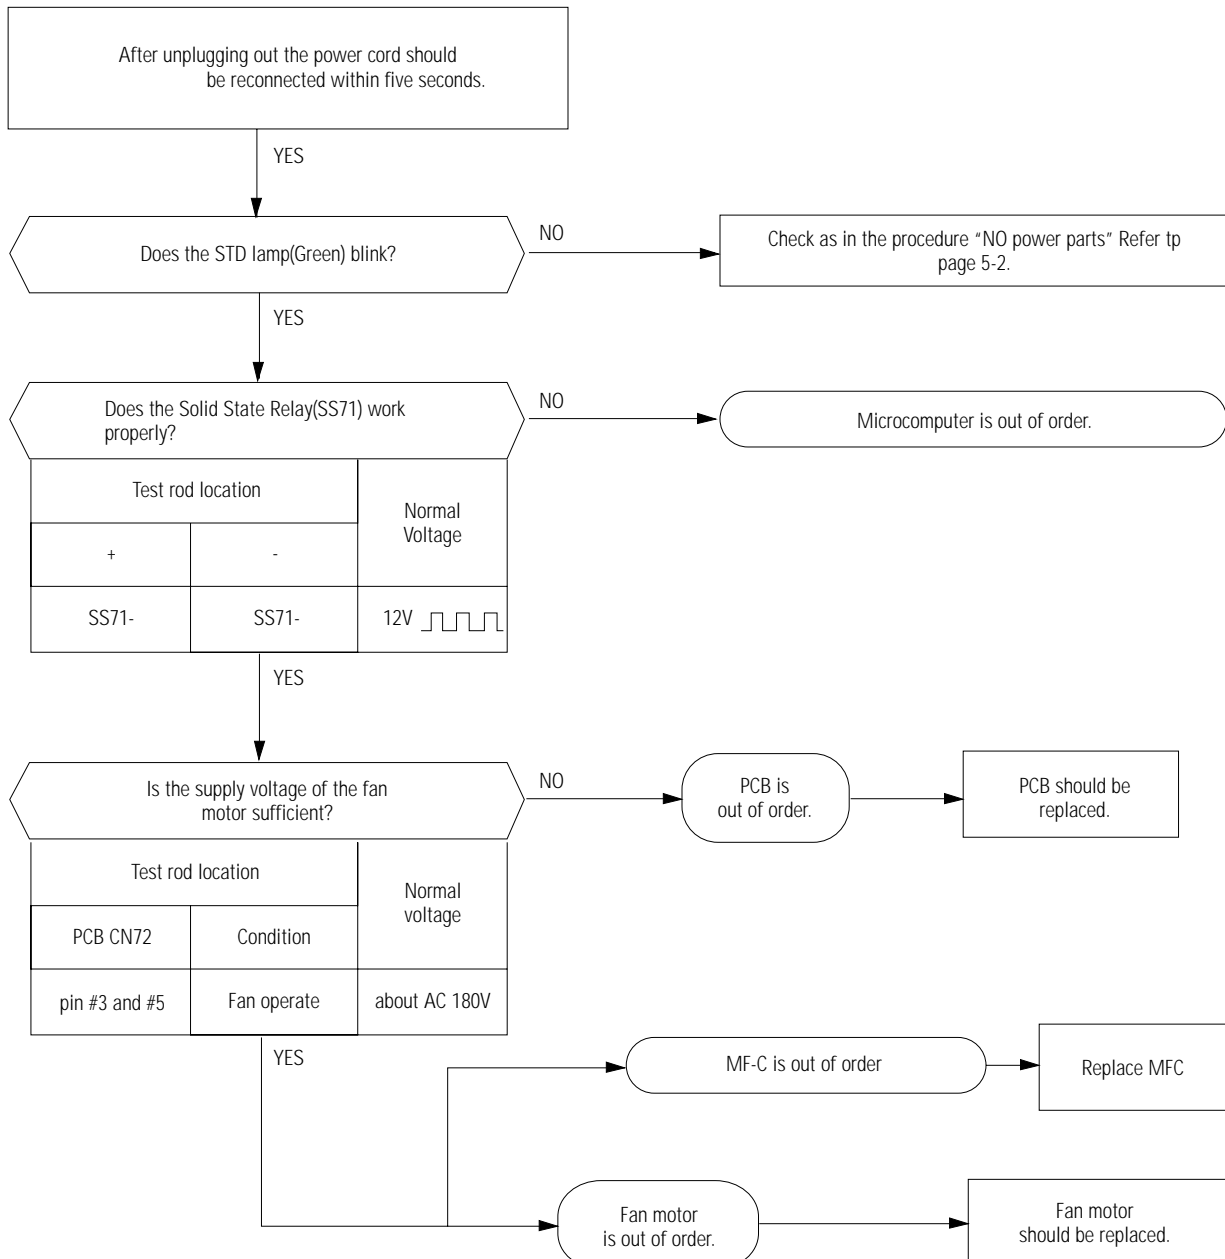 After unplugging out the power cord should
be reconnected within five seconds.
YES
Does the STD lamp(Green) blink?
NO
Check as in the procedure “NO power parts” Refer tp
page 5-2.
YES
Does the Solid State Relay(SS71) work
properly?
NO
Microcomputer is out of order.
Test rod location
Normal
Voltage
+
-
SS71-
SS71-
12V
YES
Is the supply voltage of the fan
motor sufficient?
NO
PCB is
out of order.
PCB should be
replaced.
Test rod location
Normal
voltage
PCB CN72
Condition
pin #3 and #5
Fan operate
about AC 180V
YES
MF-C is out of order
Replace MFC
Fan motor
is out of order.
Fan motor
should be replaced.